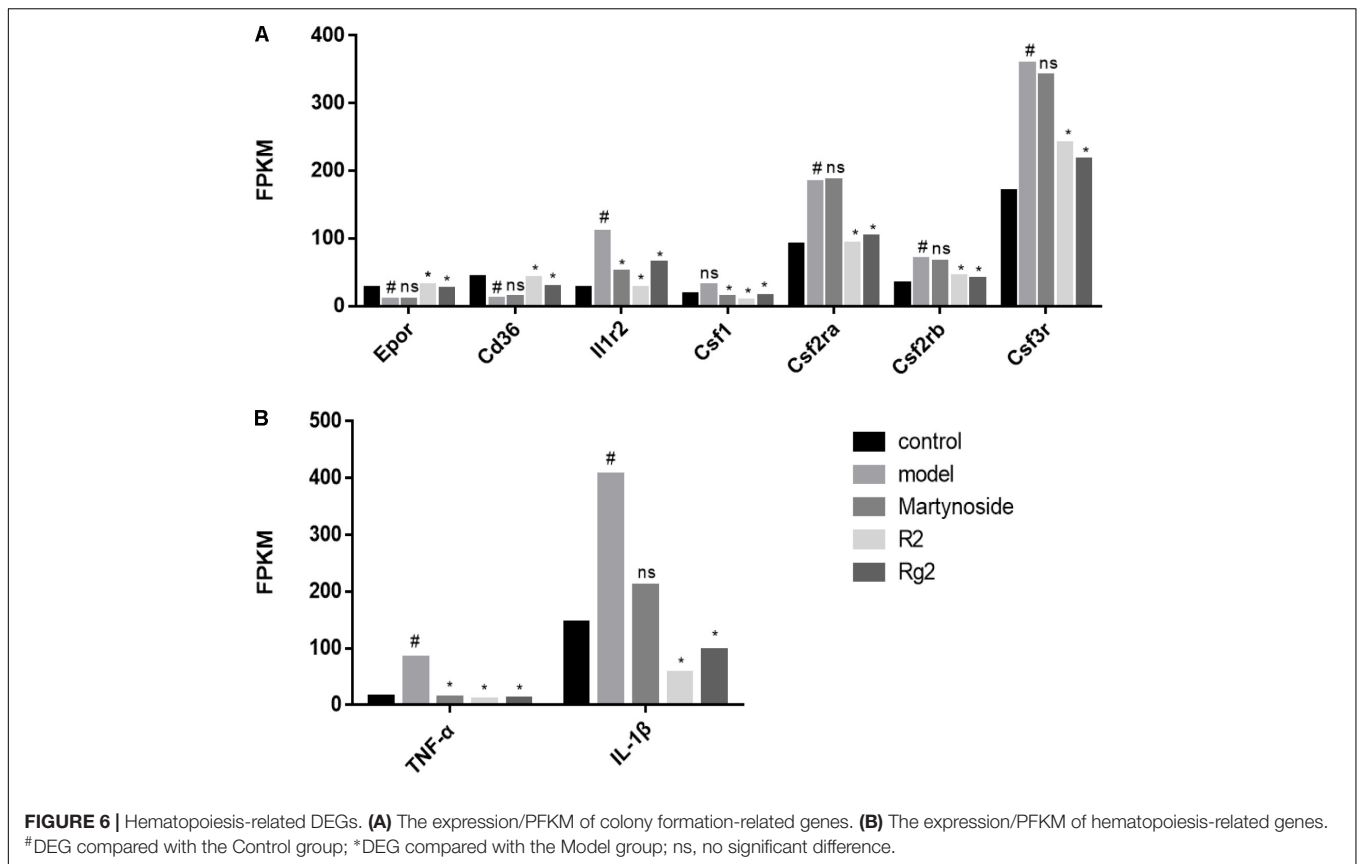 A
400
300
200
100
0
FPKM
# ns * *
# ns * *
# * * *
ns * * *
# ns * *
# ns * *
# ns * *
Epor Cd36 Il1r2 Csf1 Csf2ra Csf2rb Csf3r
B
500
400
300
200
100
0
FPKM
# * * *
# ns * *
TNF-α IL-1β
control
model
Martynoside
R2
Rg2
FIGURE 6 | Hematopoiesis-related DEGs. (A) The expression/PFKM of colony formation-related genes. (B) The expression/PFKM of hematopoiesis-related genes.
#DEG compared with the Control group; *DEG compared with the Model group; ns, no significant difference.